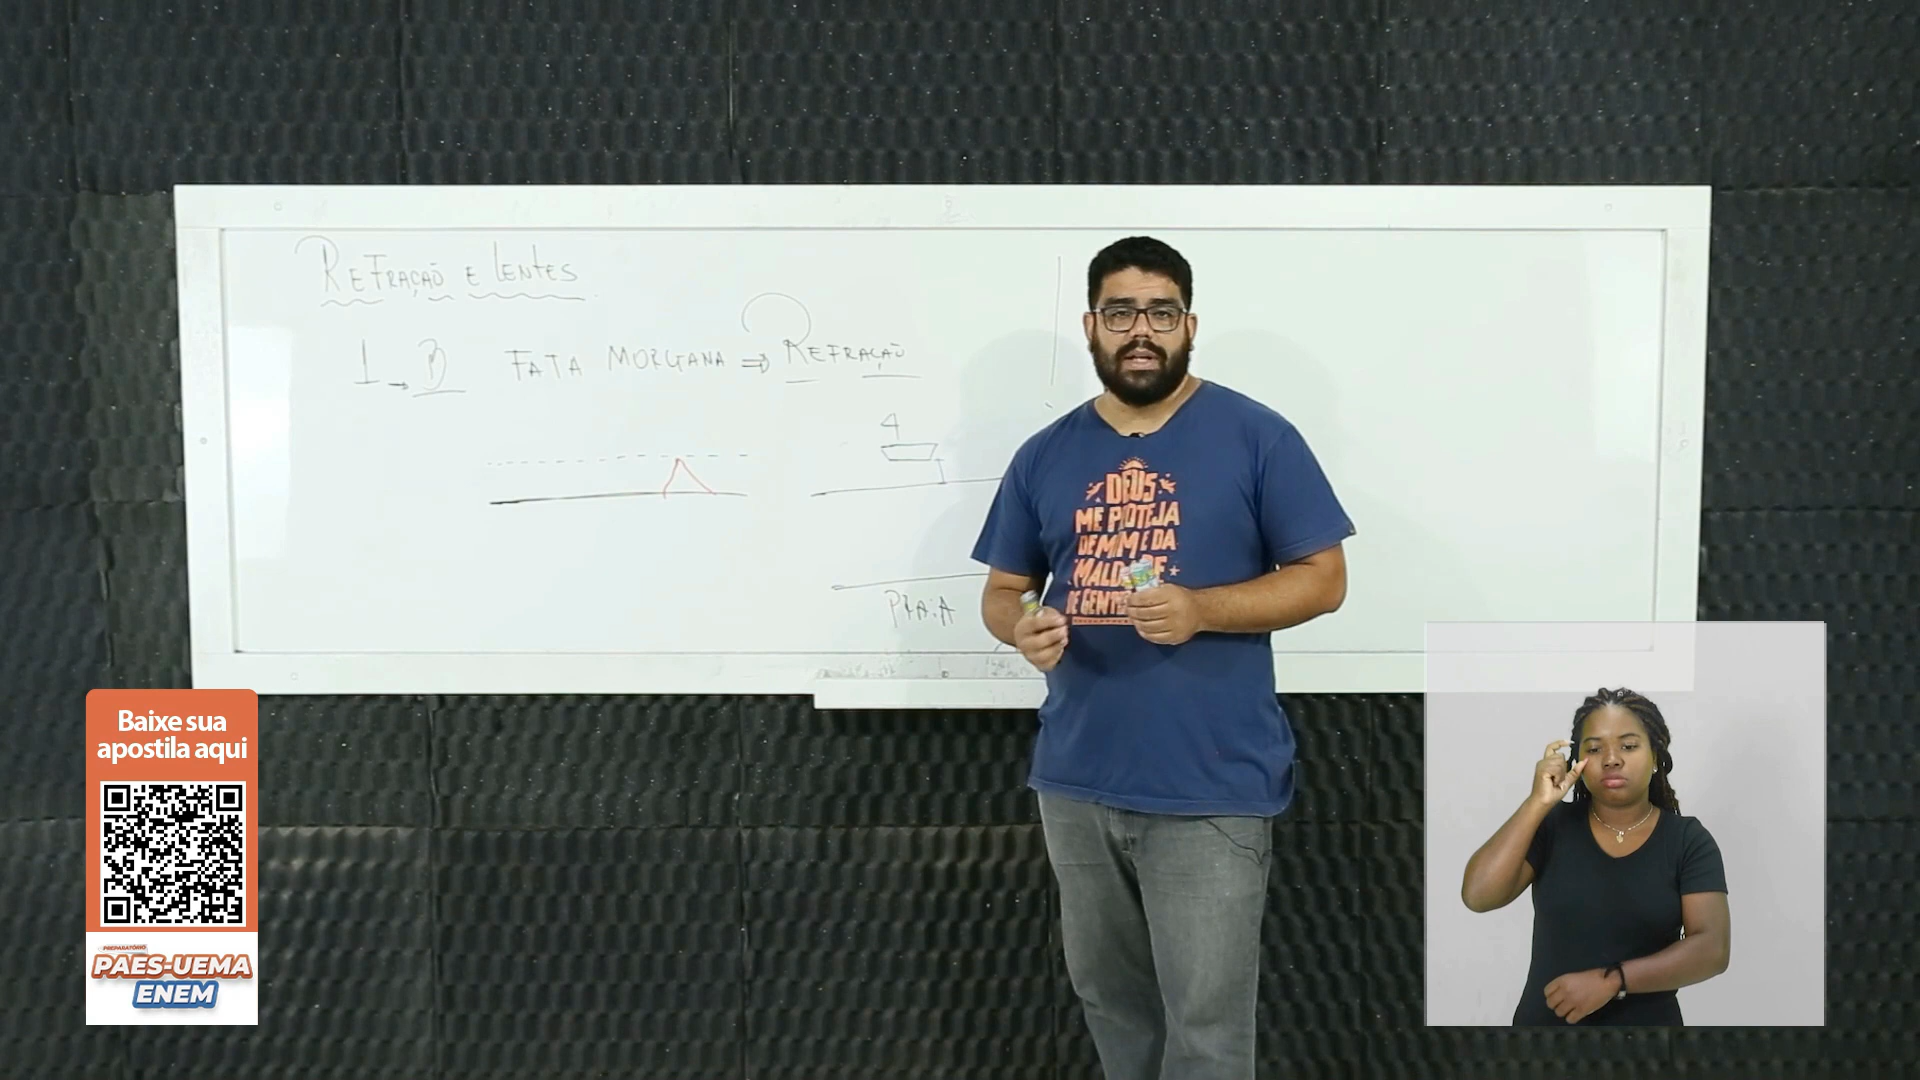 REFRAÇÃO E LENTES
1 → B FATA MORGANA ⇒ REFRAÇÃO
4
PRAIA
DEUS
ME PROTEJA
DE MIM E DA
DE GENTE
Baixe sua
apostila aqui
PREPARATÓRIO
PAES-UEMA
ENEM